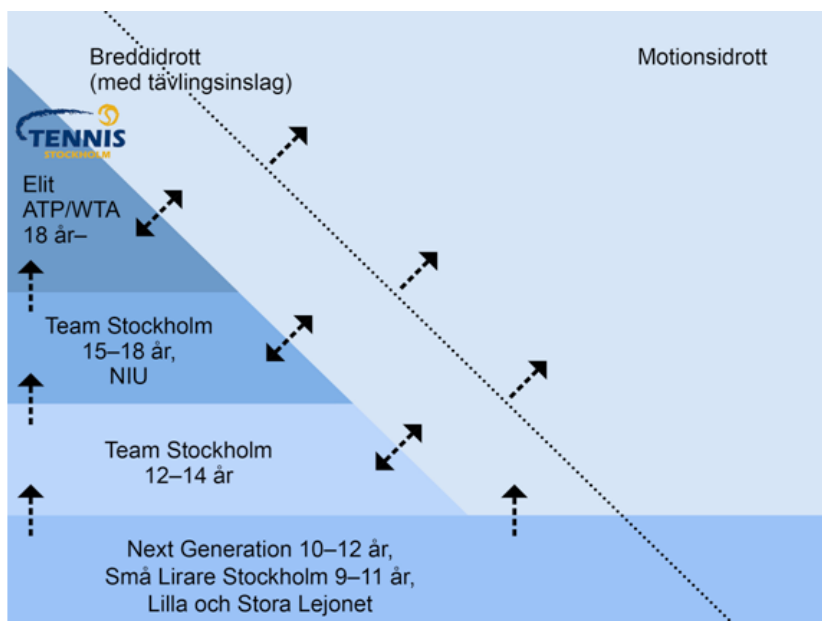 Breddidrott
(med tävlingsinslag)
Motionsidrott
TENNIS
STOCKHOLM
Elit
ATP/WTA
18 år–
Team Stockholm
15–18 år,
NIU
Team Stockholm
12–14 år
Next Generation 10–12 år,
Små Lirare Stockholm 9–11 år,
Lilla och Stora Lejonet